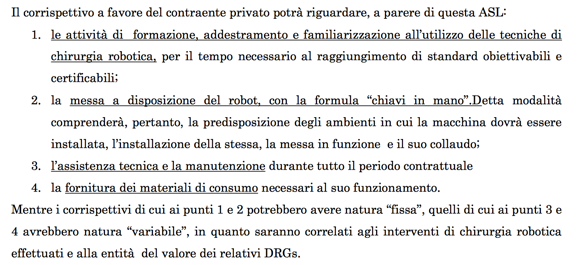 Il corrispettivo a favore del contraente privato potrà riguardare, a parere di questa ASL:
1. le attività di formazione, addestramento e familiarizzazione all'utilizzo delle tecniche di
chirurgia robotica, per il tempo necessario al raggiungimento di standard obiettivabili e
certificabili;
2. la messa a disposizione del robot, con la formula "chiavi in mano".Detta modalità
comprenderà, pertanto, la predisposizione degli ambienti in cui la macchina dovrà essere
installata, l'installazione della stessa, la messa in funzione e il suo collaudo;
3. l'assistenza tecnica e la manutenzione durante tutto il periodo contrattuale
4. la fornitura dei materiali di consumo necessari al suo funzionamento.
Mentre i corrispettivi di cui ai punti 1 e 2 potrebbero avere natura "fissa", quelli di cui ai punti 3 e
4 avrebbero natura "variabile", in quanto saranno correlati agli interventi di chirurgia robotica
effettuati e alla entità del valore dei relativi DRGs.